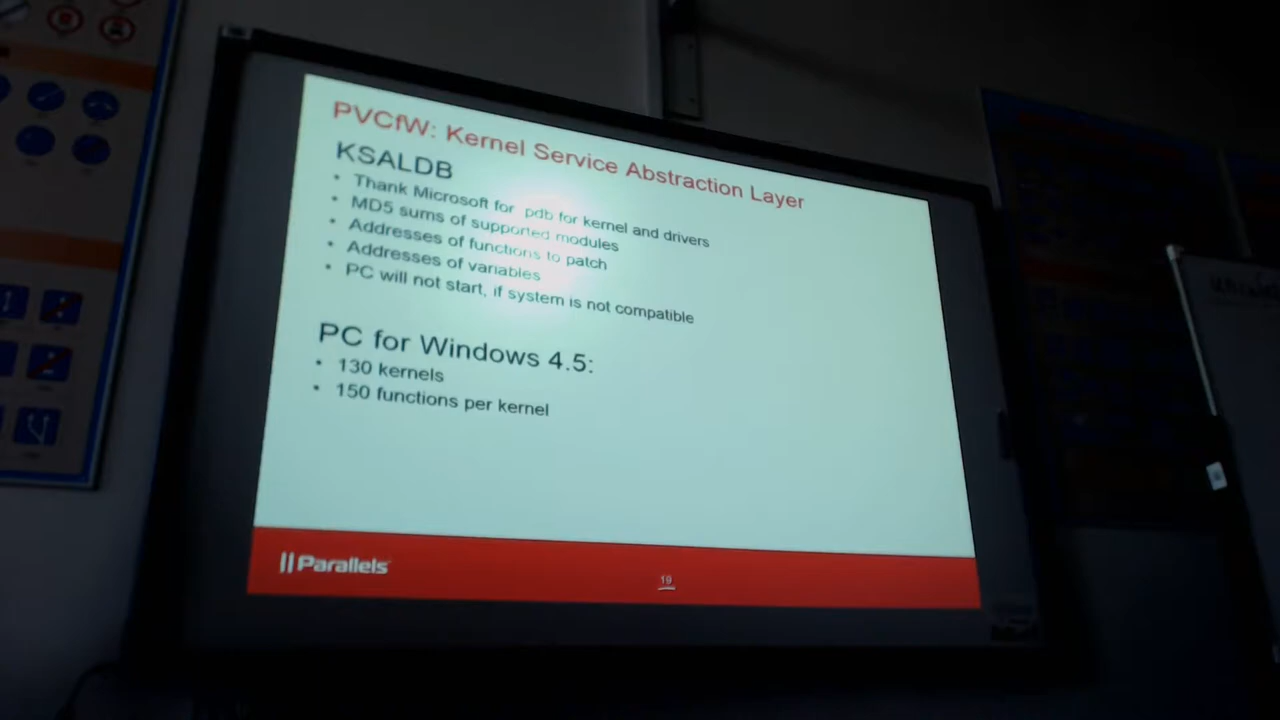 PVCfW: Kernel Service Abstraction Layer
KSALDB
• Thank Microsoft for pdb for kernel and drivers
• MD5 sums of supported modules
• Addresses of functions to patch
• Addresses of variables
• PC will not start, if system is not compatible
PC for Windows 4.5:
• 130 kernels
• 150 functions per kernel
Parallels
19